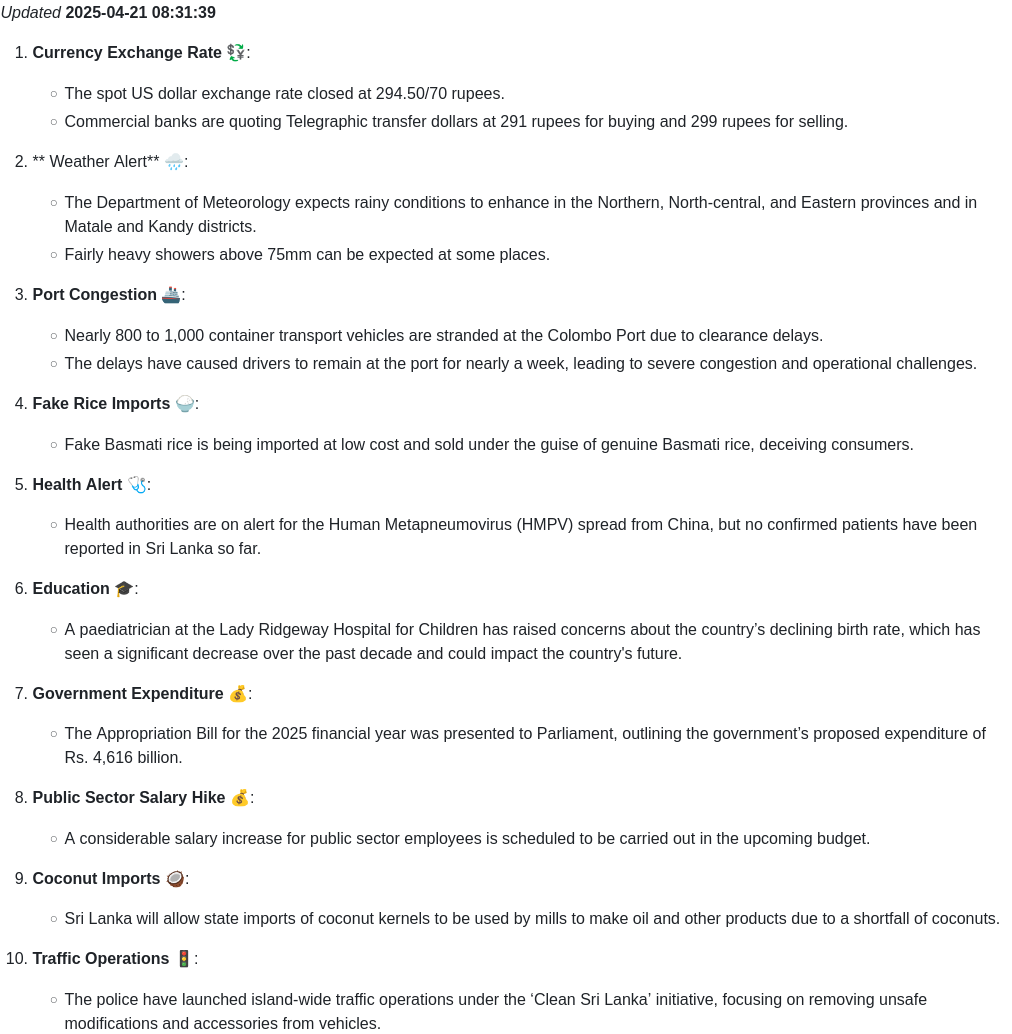 Updated 2025-04-21 08:31:39
1. Currency Exchange Rate 💱:
○ The spot US dollar exchange rate closed at 294.50/70 rupees.
○ Commercial banks are quoting Telegraphic transfer dollars at 291 rupees for buying and 299 rupees for selling.
2. ** Weather Alert** 🌧️:
○ The Department of Meteorology expects rainy conditions to enhance in the Northern, North-central, and Eastern provinces and in
Matale and Kandy districts.
○ Fairly heavy showers above 75mm can be expected at some places.
3. Port Congestion 🚢:
○ Nearly 800 to 1,000 container transport vehicles are stranded at the Colombo Port due to clearance delays.
○ The delays have caused drivers to remain at the port for nearly a week, leading to severe congestion and operational challenges.
4. Fake Rice Imports 🍚:
○ Fake Basmati rice is being imported at low cost and sold under the guise of genuine Basmati rice, deceiving consumers.
5. Health Alert 🩺:
○ Health authorities are on alert for the Human Metapneumovirus (HMPV) spread from China, but no confirmed patients have been
reported in Sri Lanka so far.
6. Education 🎓:
○ A paediatrician at the Lady Ridgeway Hospital for Children has raised concerns about the country’s declining birth rate, which has
seen a significant decrease over the past decade and could impact the country's future.
7. Government Expenditure 💰:
○ The Appropriation Bill for the 2025 financial year was presented to Parliament, outlining the government’s proposed expenditure of
Rs. 4,616 billion.
8. Public Sector Salary Hike 💰:
○ A considerable salary increase for public sector employees is scheduled to be carried out in the upcoming budget.
9. Coconut Imports 🥥:
○ Sri Lanka will allow state imports of coconut kernels to be used by mills to make oil and other products due to a shortfall of coconuts.
10. Traffic Operations 🚦:
○ The police have launched island-wide traffic operations under the ‘Clean Sri Lanka’ initiative, focusing on removing unsafe
modifications and accessories from vehicles.